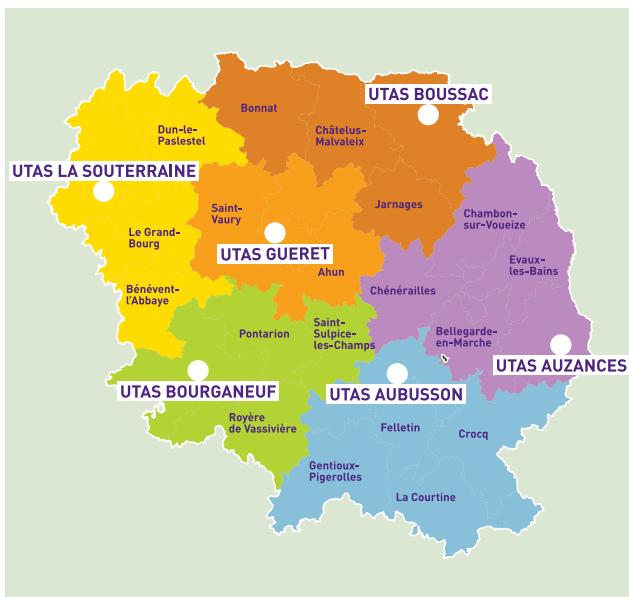 UTAS BOUSSAC
Bonnat
Dun-le-
Paslestel
Châtelus-
Malvaleix
UTAS LA SOUTERRAINE
Saint-
Vaury
Jarnages
Chambon-
sur-Voueize
Le Grand-
Bourg
UTAS GUERET
Ahun
Evaux-
les-Bains
Bénévent-
l'Abbaye
Chénérailles
Pontarion
Saint-
Sulpice-
les-Champs
Bellegarde-
en-Marche
UTAS AUZANCES
UTAS BOURGANEUF
UTAS AUBUSSON
Royère
de Vassivière
Felletin
Crocq
Gentioux-
Pigerolles
La Courtine